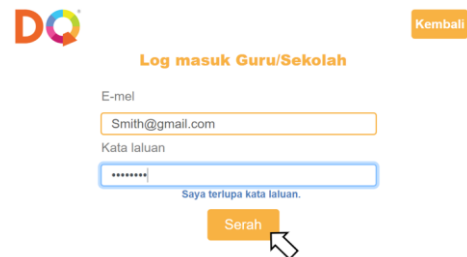 DQ
Kembali
Log masuk Guru/Sekolah
E-mel
Smith@gmail.com
Kata laluan
••••••••
Saya terlupa kata laluan.
Serah